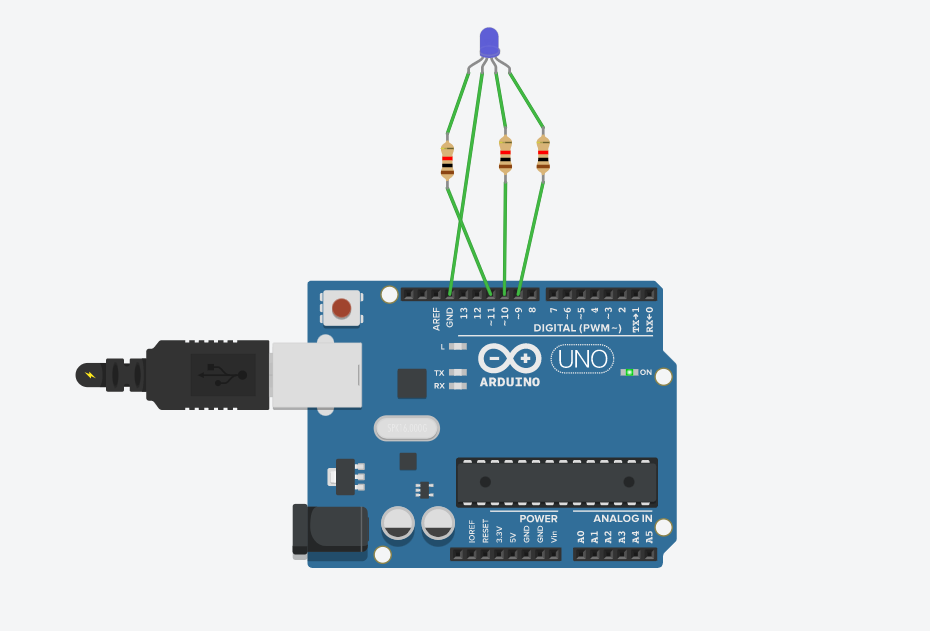 AREF
GND
13
12
~11
~10
~9
8
7
~6
~5
~4
~3
2
TX→1
RX←0
DIGITAL (PWM~)
L
TX
RX
UNO
ARDUINO
ON
POWER
ANALOG IN
IOREF
RESET
3.3V
5V
GND
GND
Vin
A0
A1
A2
A3
A4
A5